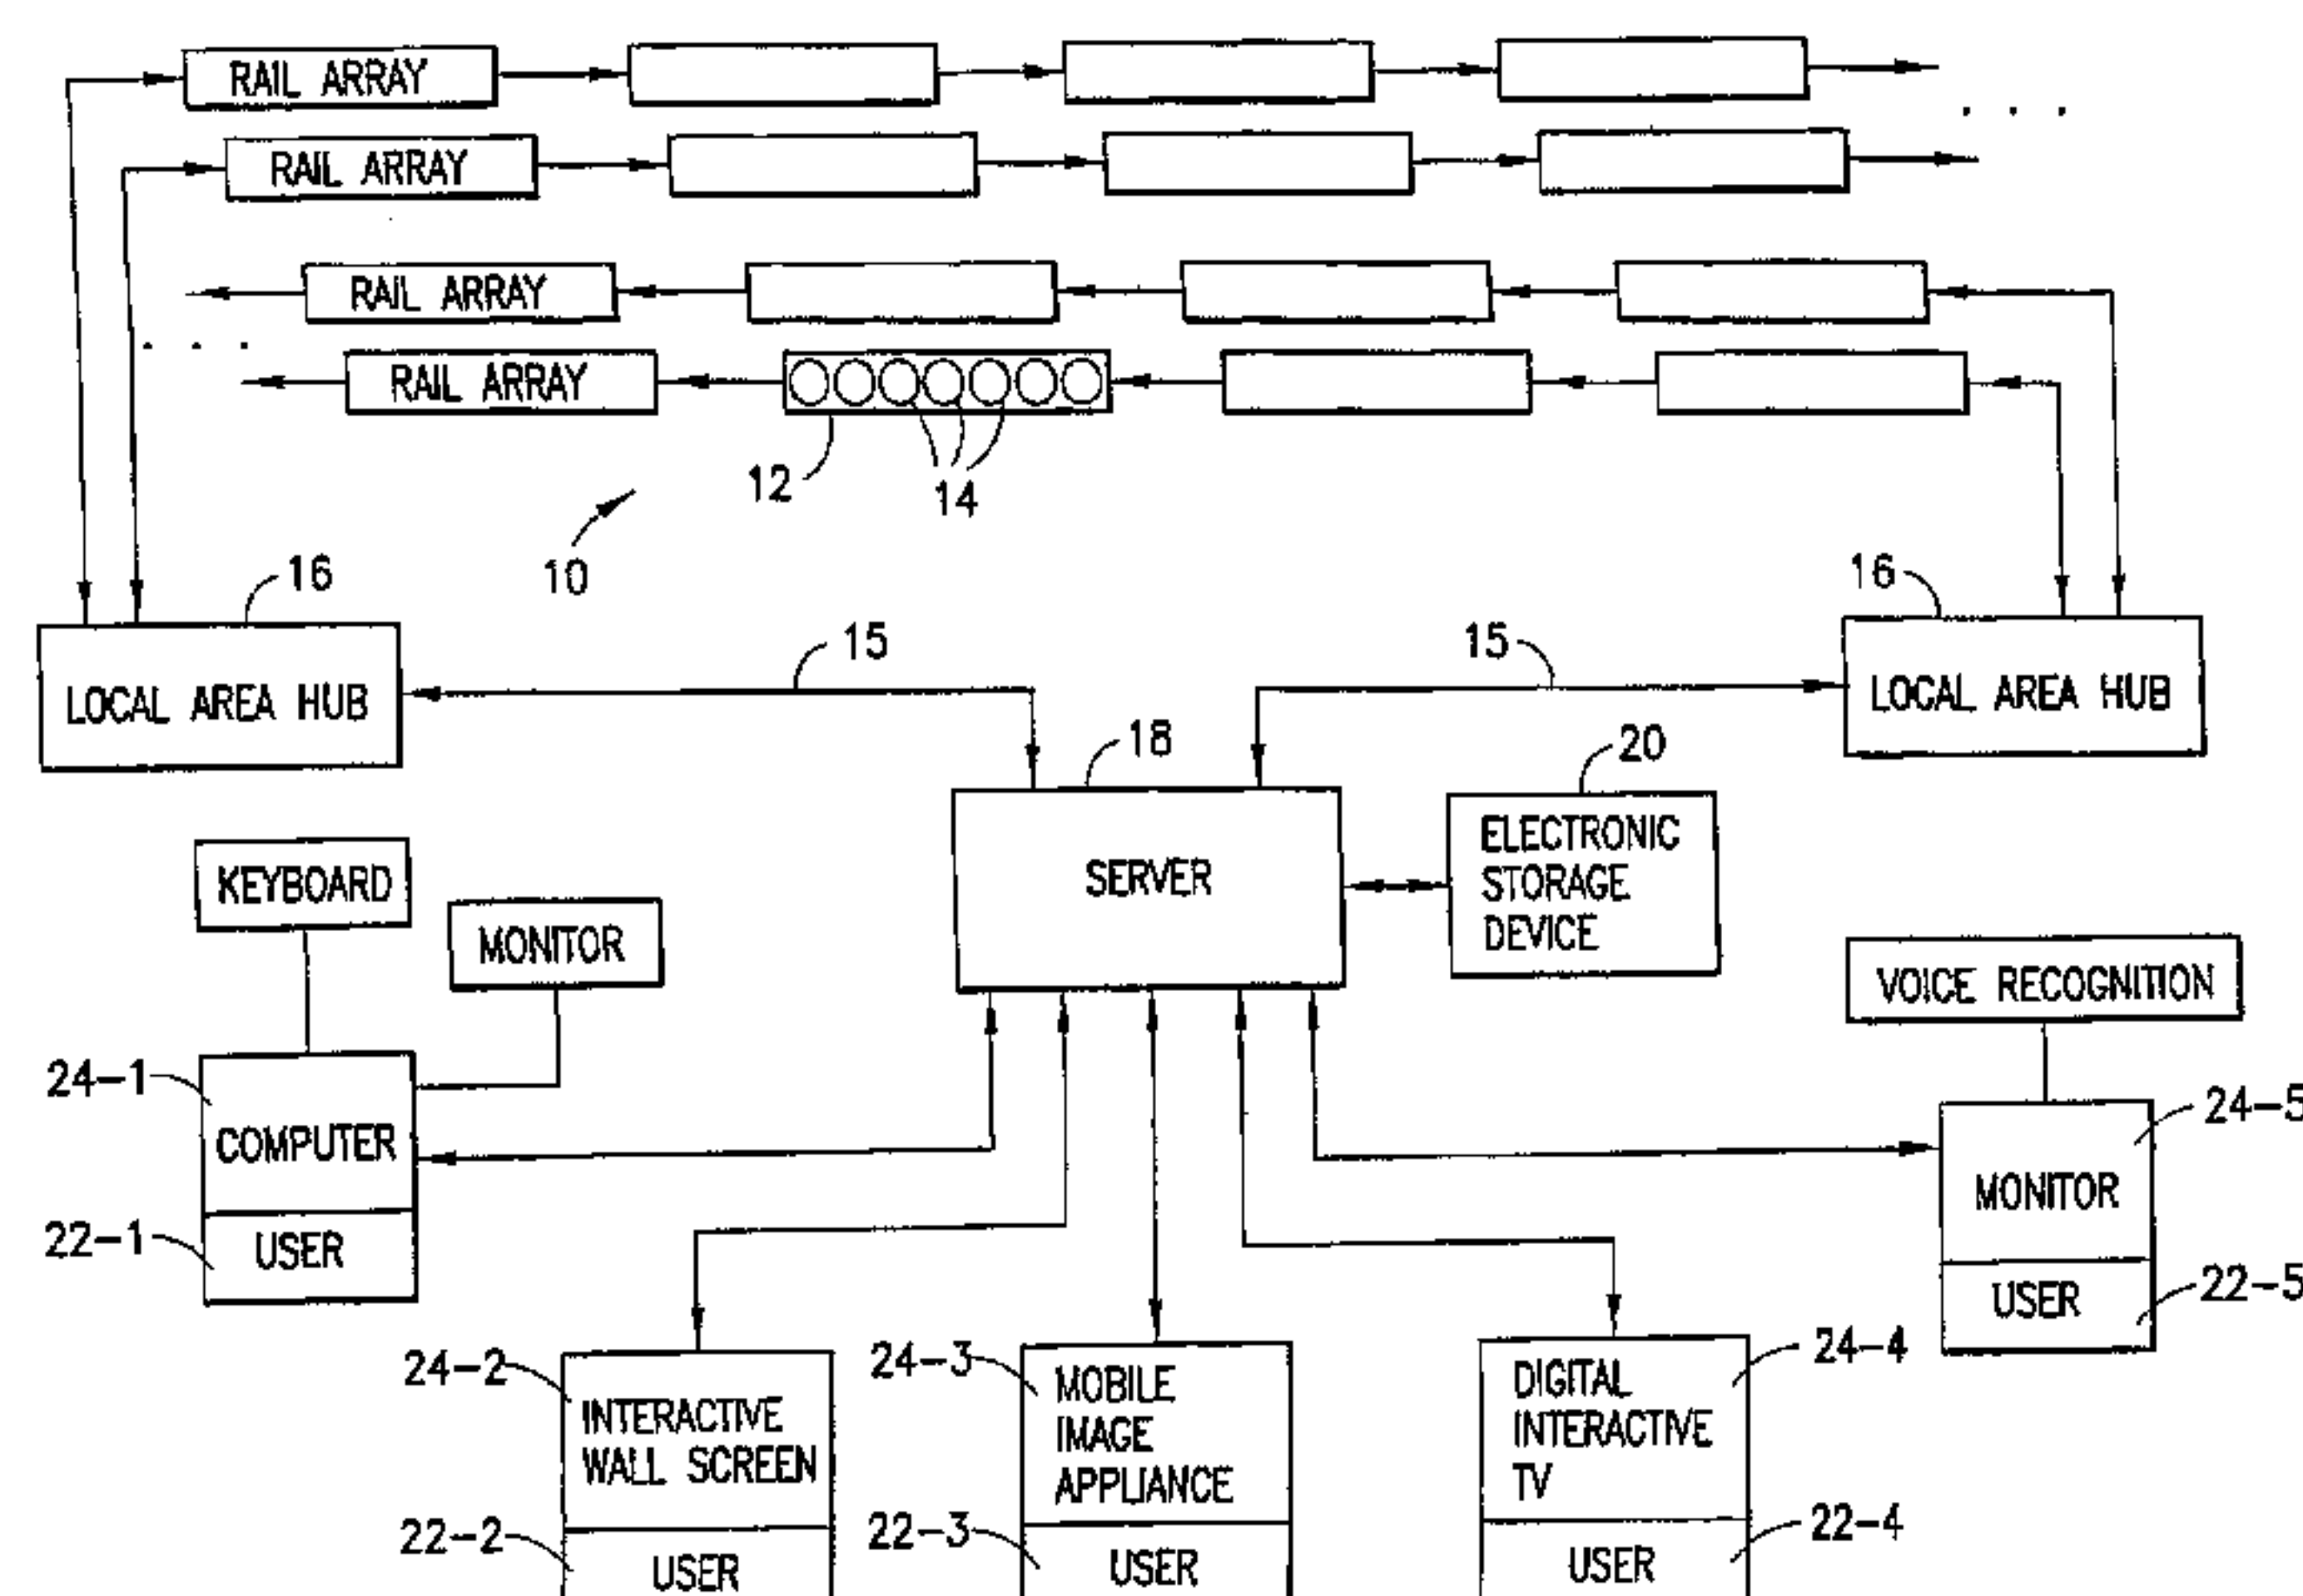 RAIL ARRAY
RAIL ARRAY
RAIL ARRAY
. . .
. . .
RAIL ARRAY
12
14
10
16
16
15
15
LOCAL AREA HUB
LOCAL AREA HUB
18
20
SERVER
ELECTRONIC
STORAGE
DEVICE
KEYBOARD
MONITOR
VOICE RECOGNITION
24-1
COMPUTER
22-1
USER
24-5
MONITOR
22-5
USER
24-2
INTERACTIVE
WALL SCREEN
22-2
USER
24-3
MOBILE
IMAGE
APPLIANCE
22-3
USER
24-4
DIGITAL
INTERACTIVE
TV
22-4
USER